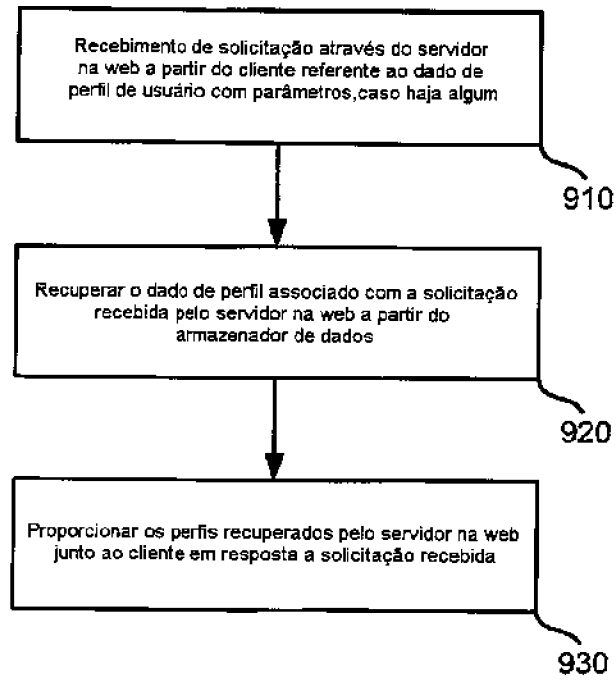 Recebimento de solicitação através do servidor
na web a partir do cliente referente ao dado de
perfil de usuário com parâmetros,caso haja algum
910
Recuperar o dado de perfil associado com a solicitação
recebida pelo servidor na web a partir do
armazenador de dados
920
Proporcionar os perfis recuperados pelo servidor na web
junto ao cliente em resposta a solicitação recebida
930